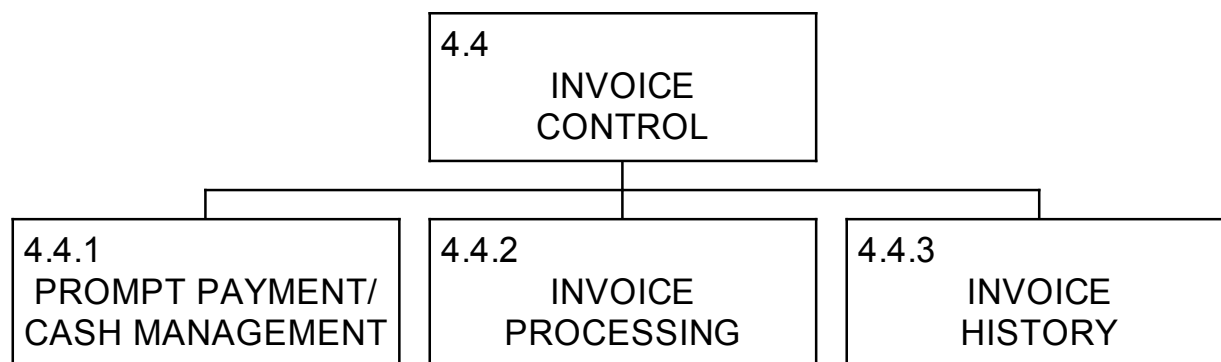 4.4
INVOICE
CONTROL
4.4.1
PROMPT PAYMENT/
CASH MANAGEMENT
4.4.2
INVOICE
PROCESSING
4.4.3
INVOICE
HISTORY